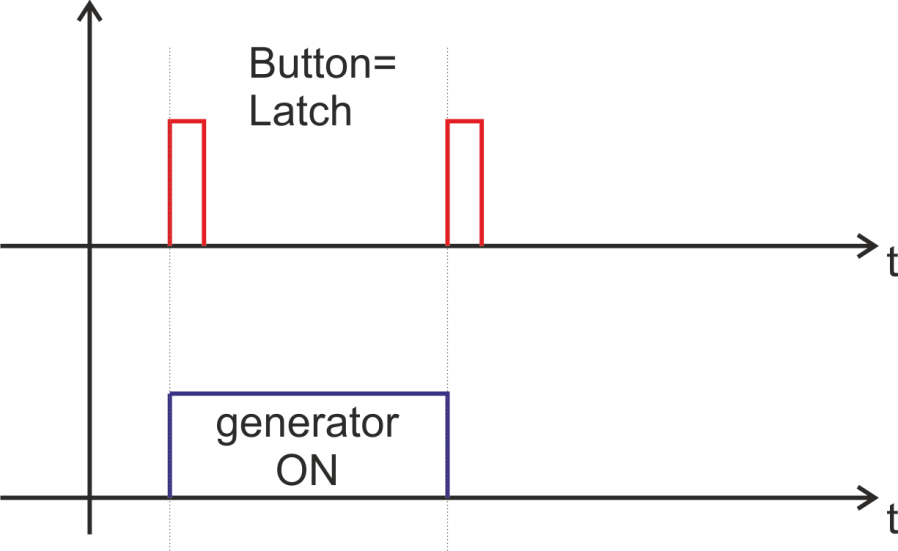 Button=
Latch
t
generator
ON
t